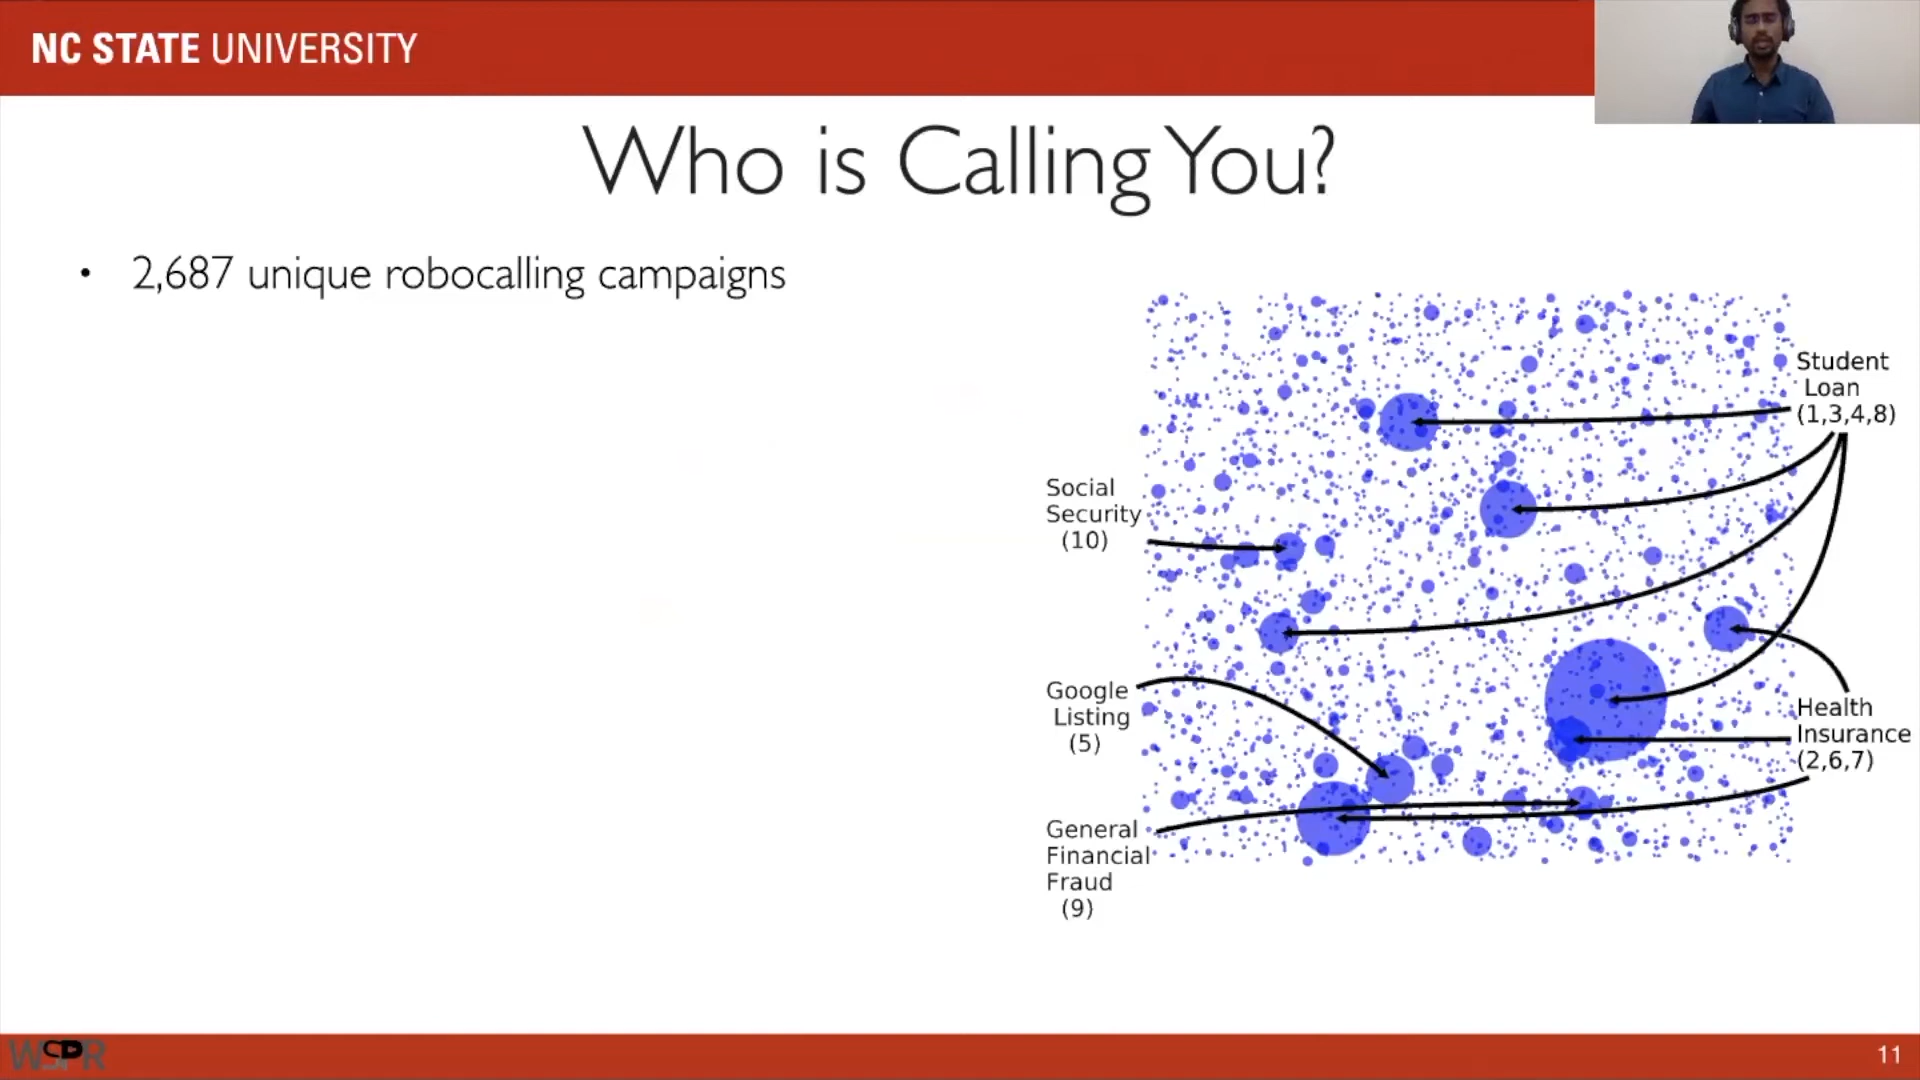 NC STATE UNIVERSITY
Who is Calling You?
• 2,687 unique robocalling campaigns
Student
Loan
(1,3,4,8)
Social
Security
(10)
Google
Listing
(5)
Health
Insurance
(2,6,7)
General
Financial
Fraud
(9)
WSPR
11